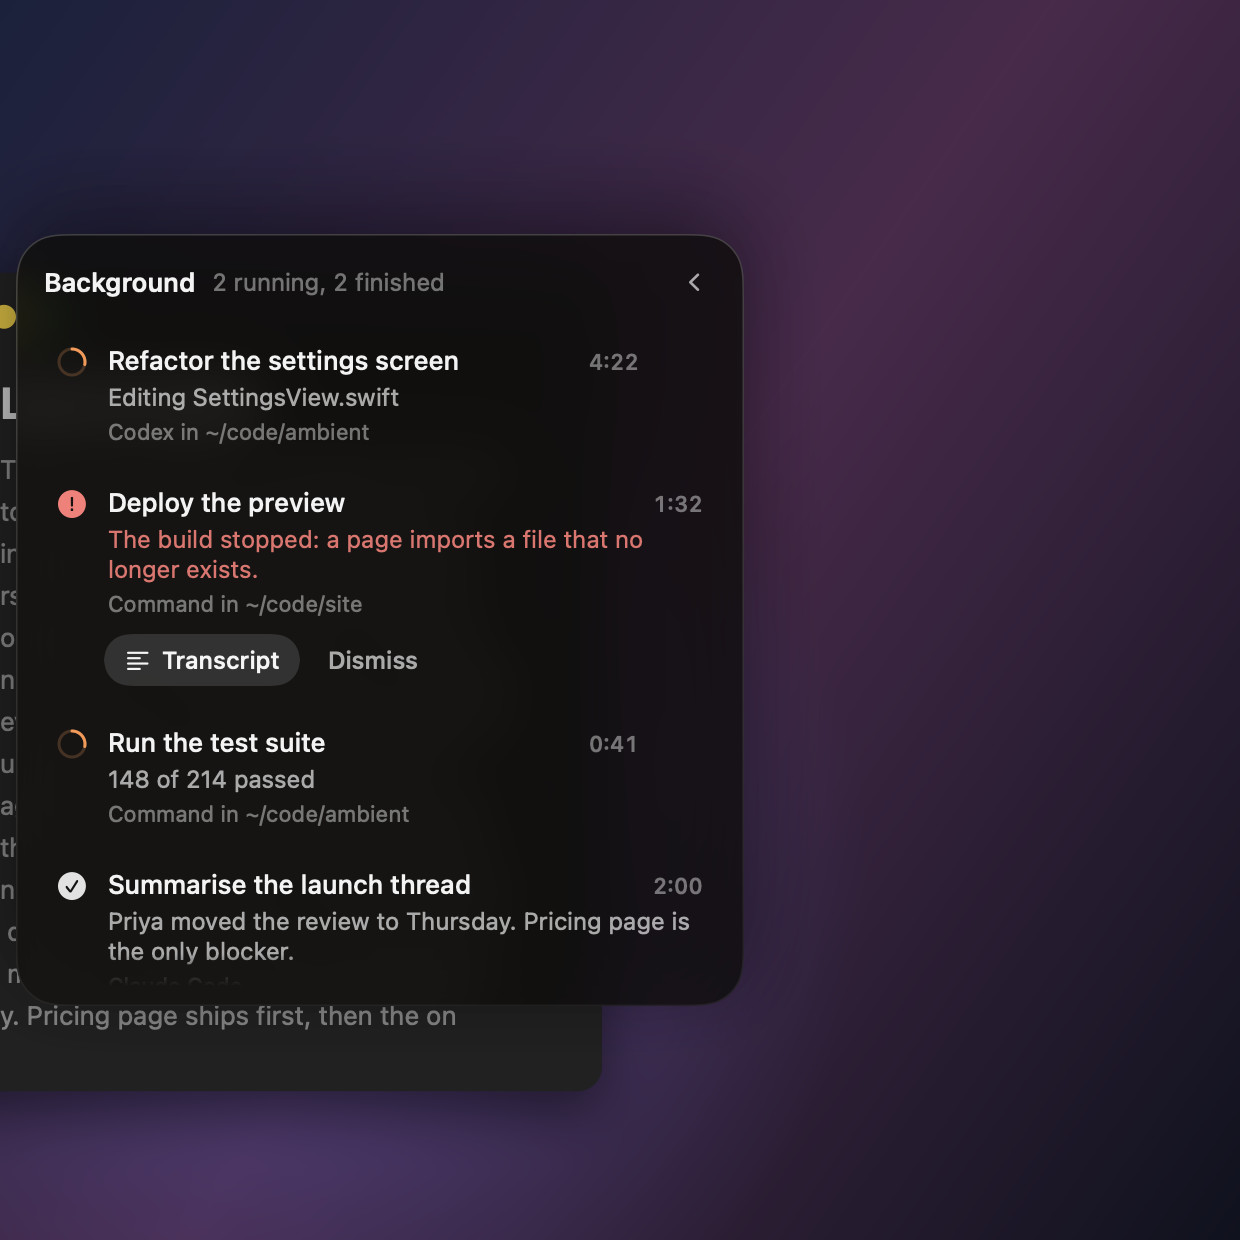 Background 2 running, 2 finished
Refactor the settings screen 4:22
Editing SettingsView.swift
Codex in ~/code/ambient
Deploy the preview 1:32
The build stopped: a page imports a file that no
longer exists.
Command in ~/code/site
Transcript Dismiss
Run the test suite 0:41
148 of 214 passed
Command in ~/code/ambient
Summarise the launch thread 2:00
Priya moved the review to Thursday. Pricing page is
the only blocker.
Claude Code
y. Pricing page ships first, then the on